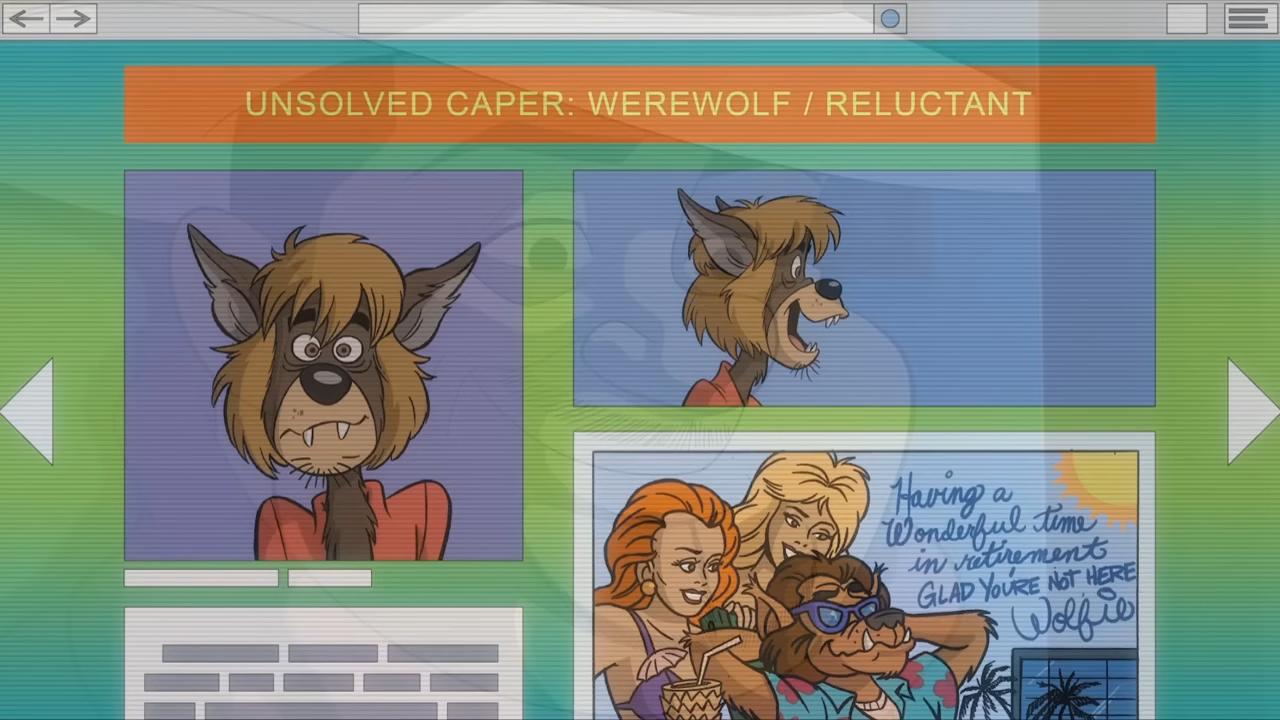 UNSOLVED CAPER: WEREWOLF / RELUCTANT
Having a
Wonderful time
in retirement
GLAD YOU'RE NOT HERE
Wolfie